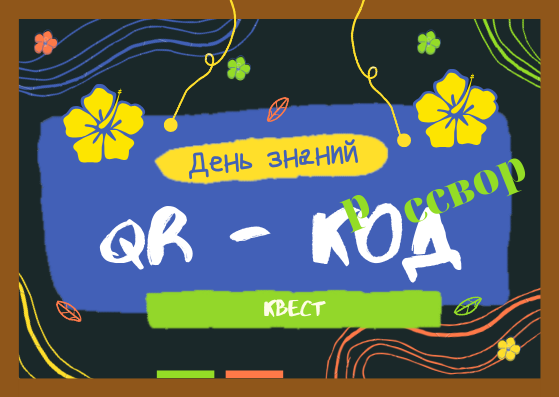 День знаний
р ссвор
QR - КОД
КВЕСТ